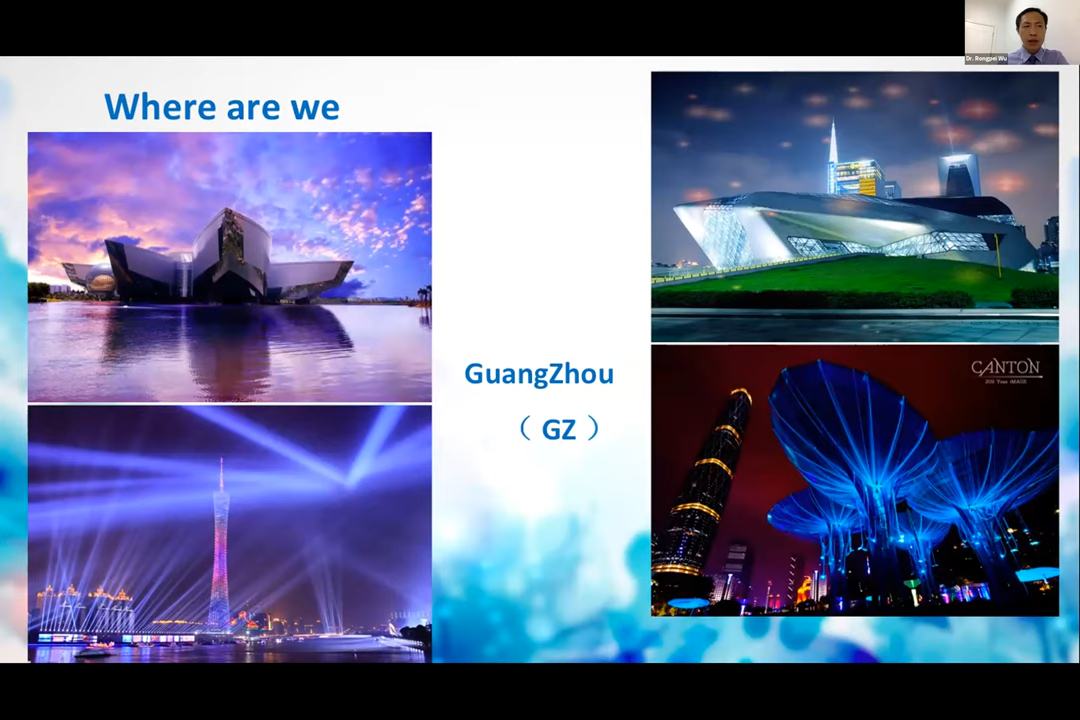 Dr. Rongpei Wu
Where are we
GuangZhou
（ GZ ）
CANTON